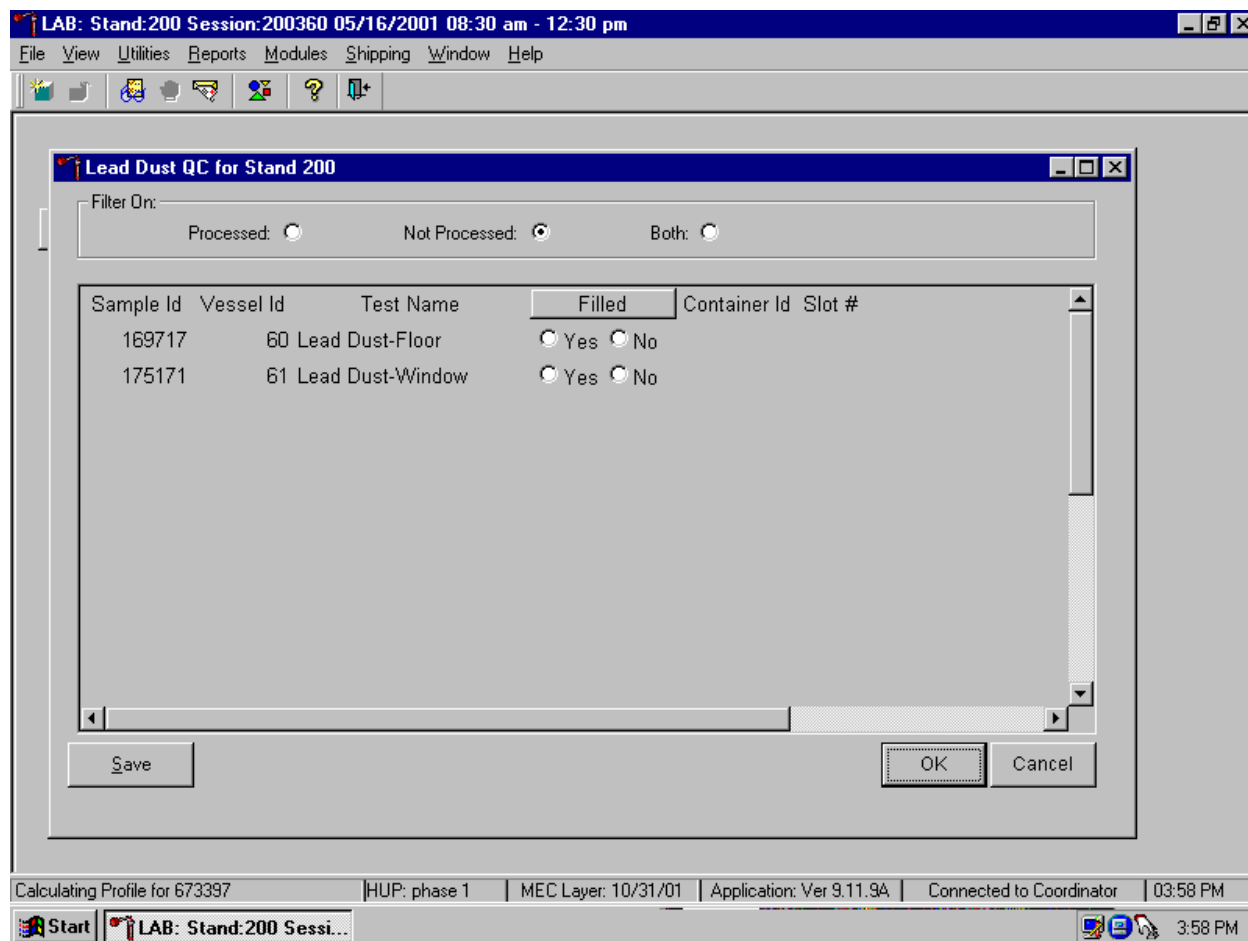 LAB: Stand:200 Session:200360 05/16/2001 08:30 am - 12:30 pm
File View Utilities Reports Modules Shipping Window Help
Lead Dust QC for Stand 200
Filter On:
Processed: Not Processed: Both:
Sample Id Vessel Id Test Name Filled Container Id Slot #
169717 60 Lead Dust-Floor Yes No
175171 61 Lead Dust-Window Yes No
Save OK Cancel
Calculating Profile for 673397 HUP: phase 1 MEC Layer: 10/31/01 Application: Ver 9.11.9A Connected to Coordinator 03:58 PM
Start LAB: Stand:200 Sessi... 3:58 PM